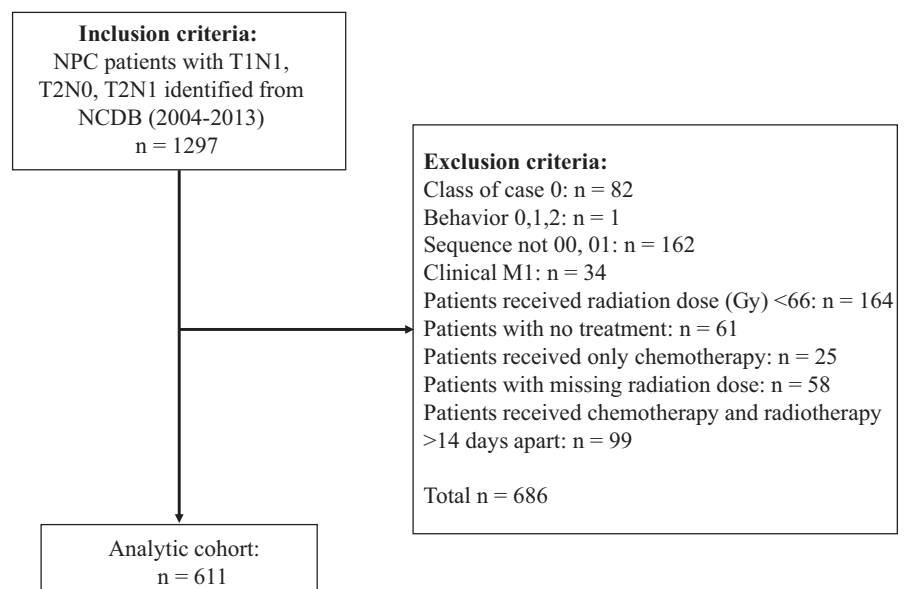 Inclusion criteria:
NPC patients with T1N1,
T2N0, T2N1 identified from
NCDB (2004-2013)
n = 1297
Exclusion criteria:
Class of case 0: n = 82
Behavior 0,1,2: n = 1
Sequence not 00, 01: n = 162
Clinical M1: n = 34
Patients received radiation dose (Gy) <66: n = 164
Patients with no treatment: n = 61
Patients received only chemotherapy: n = 25
Patients with missing radiation dose: n = 58
Patients received chemotherapy and radiotherapy
>14 days apart: n = 99
Total n = 686
Analytic cohort:
n = 611